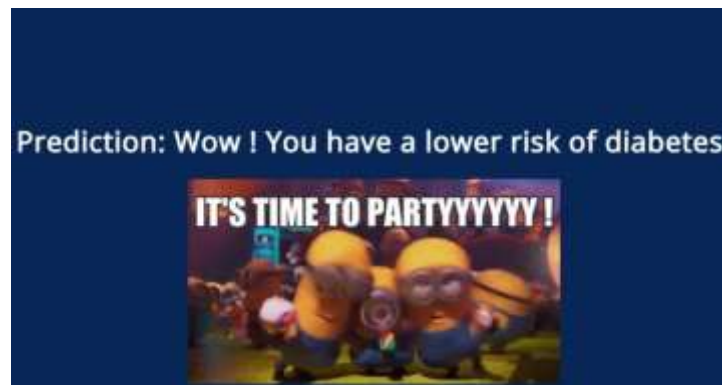 Prediction: Wow ! You have a lower risk of diabetes
IT'S TIME TO PARTYYYYYY !